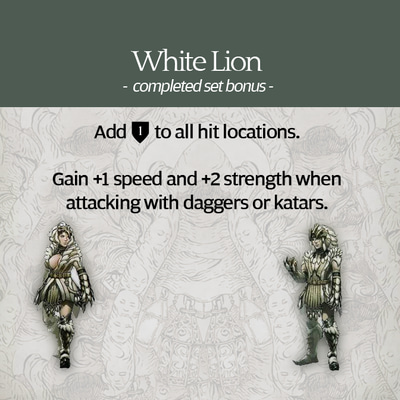 White Lion
- completed set bonus -
Add 1 to all hit locations.
Gain +1 speed and +2 strength when
attacking with daggers or katars.